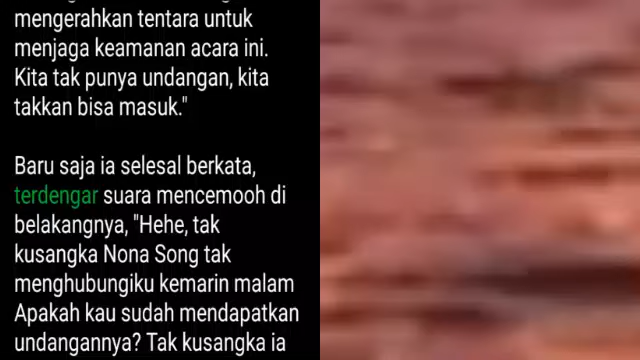 mengerahkan tentara untuk
menjaga keamanan acara ini.
Kita tak punya undangan, kita
takkan bisa masuk."
Baru saja ia selesal berkata,
terdengar suara mencemooh di
belakangnya, "Hehe, tak
kusangka Nona Song tak
menghubungiku kemarin malam
Apakah kau sudah mendapatkan
undangannya? Tak kusangka ia